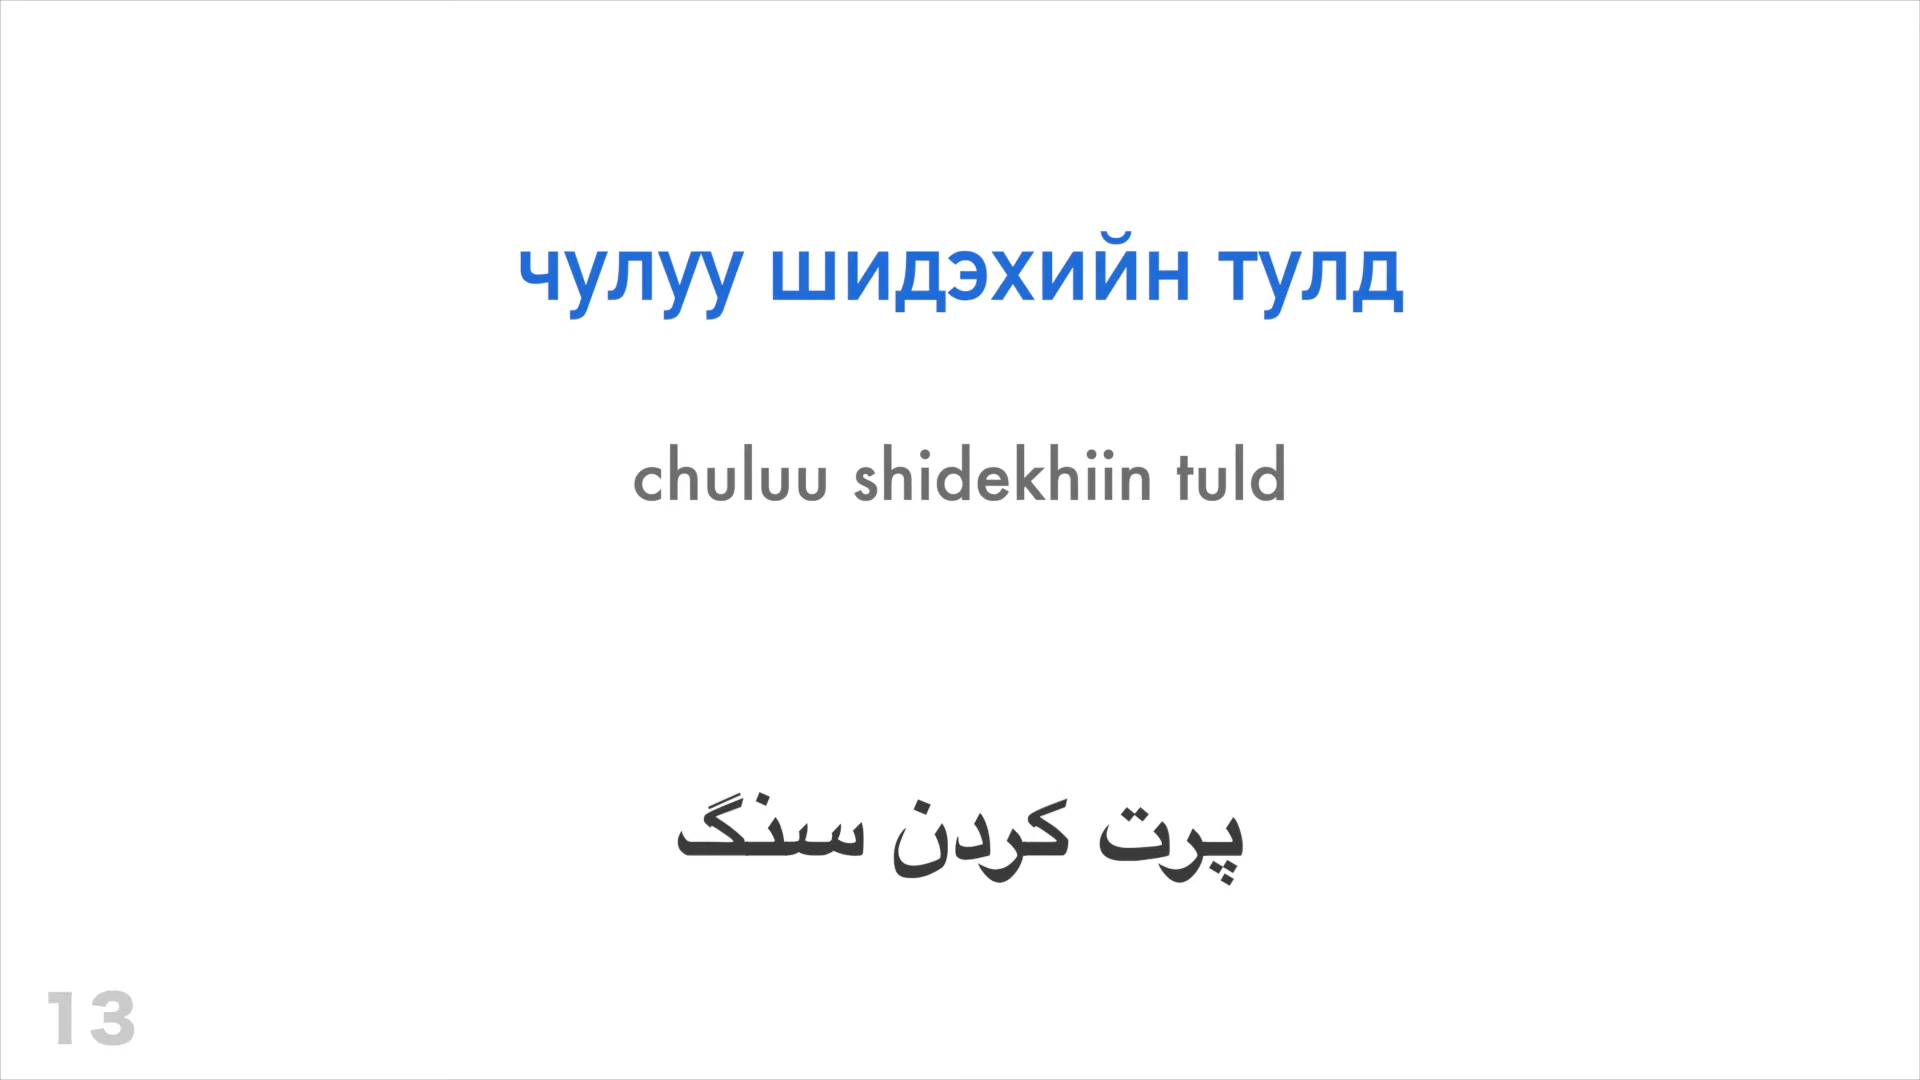 чулуу шидэхийн тулд
chuluu shidekhiin tuld
پرت کردن سنگ
13